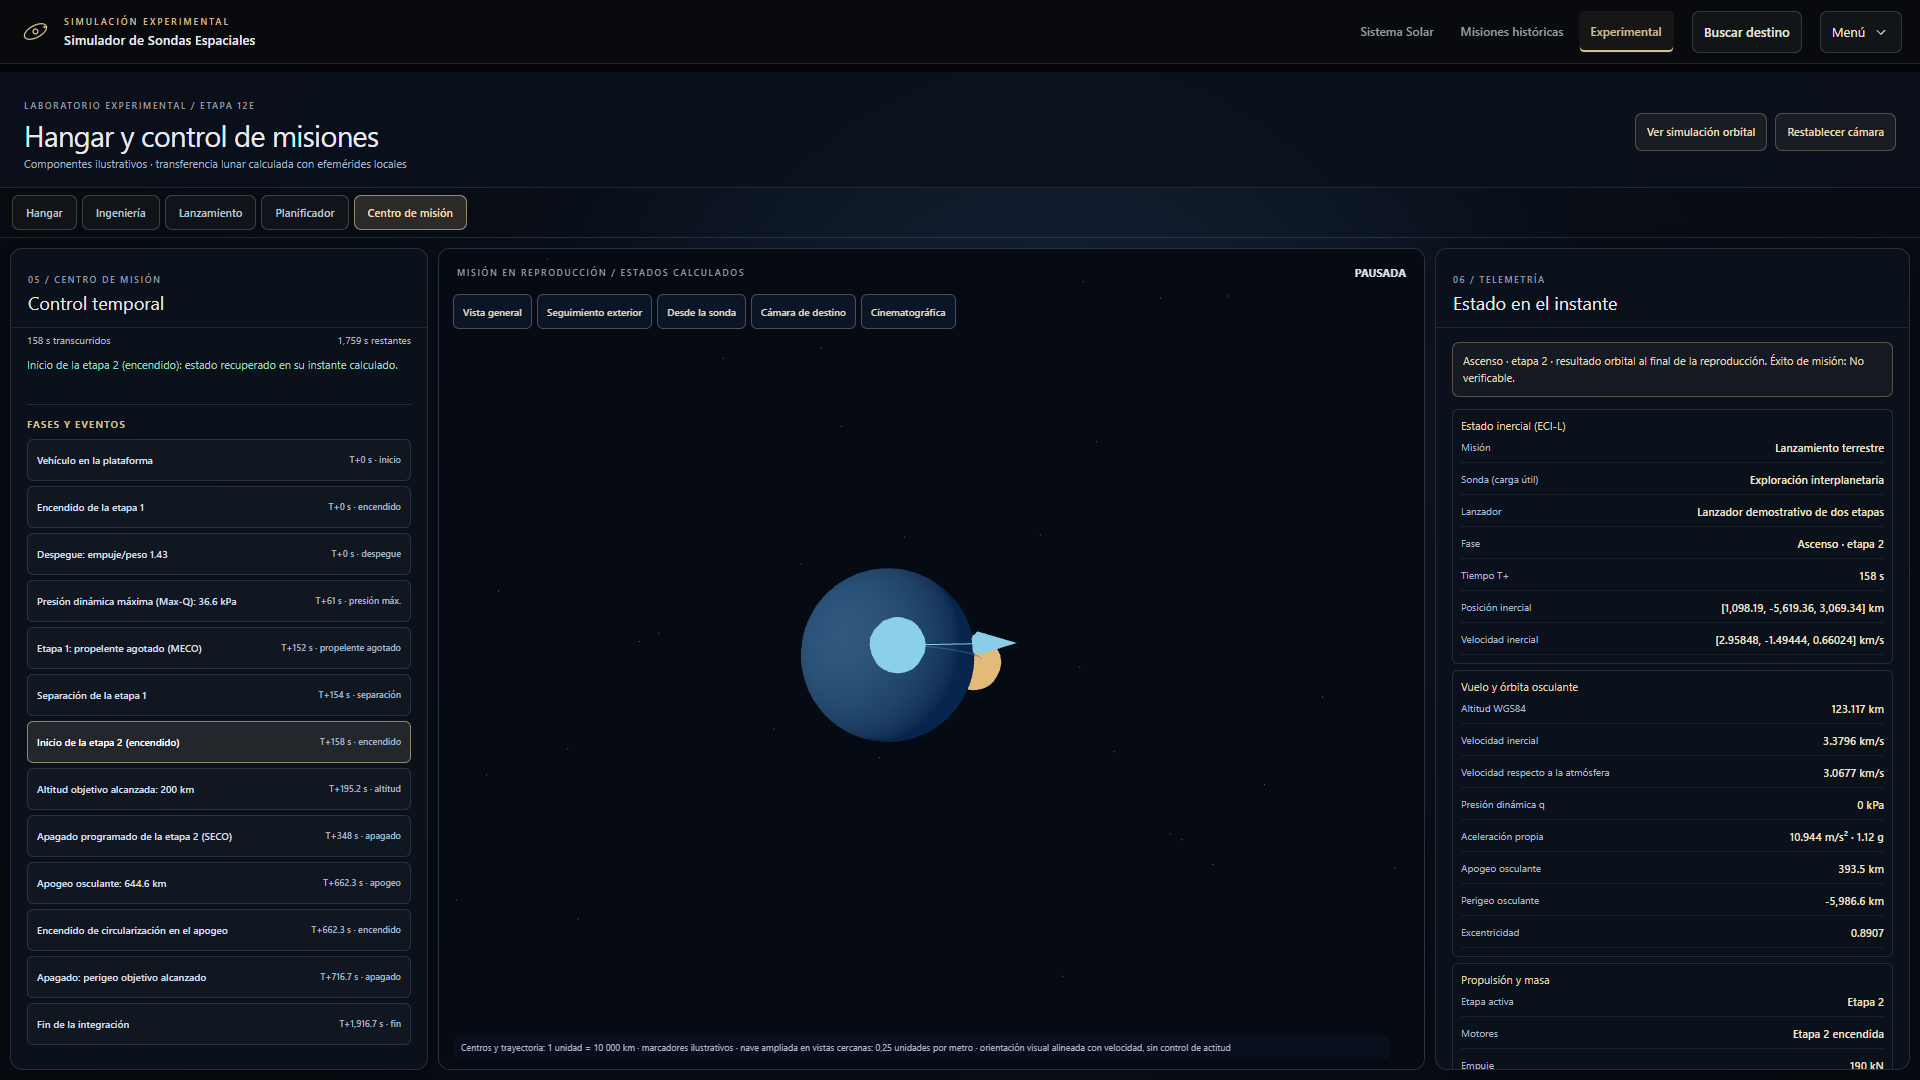 SIMULACIÓN EXPERIMENTAL
Simulador de Sondas Espaciales
Sistema Solar
Misiones históricas
Experimental
Buscar destino
Menú
LABORATORIO EXPERIMENTAL / ETAPA 12E
Hangar y control de misiones
Componentes ilustrativos · transferencia lunar calculada con efemérides locales
Ver simulación orbital
Restablecer cámara
Hangar
Ingeniería
Lanzamiento
Planificador
Centro de misión
05 / CENTRO DE MISIÓN
Control temporal
158 s transcurridos
1,759 s restantes
Inicio de la etapa 2 (encendido): estado recuperado en su instante calculado.
FASES Y EVENTOS
Vehículo en la plataforma T+0 s · inicio
Encendido de la etapa 1 T+0 s · encendido
Despegue: empuje/peso 1.43 T+0 s · despegue
Presión dinámica máxima (Max-Q): 36.6 kPa T+61 s · presión máx.
Etapa 1: propelente agotado (MECO) T+152 s · propelente agotado
Separación de la etapa 1 T+154 s · separación
Inicio de la etapa 2 (encendido) T+158 s · encendido
Altitud objetivo alcanzada: 200 km T+195.2 s · altitud
Apagado programado de la etapa 2 (SECO) T+348 s · apagado
Apogeo osculante: 644.6 km T+662.3 s · apogeo
Encendido de circularización en el apogeo T+662.3 s · encendido
Apagado: perigeo objetivo alcanzado T+716.7 s · apagado
Fin de la integración T+1,916.7 s · fin
MISIÓN EN REPRODUCCIÓN / ESTADOS CALCULADOS
PAUSADA
Vista general
Seguimiento exterior
Desde la sonda
Cámara de destino
Cinematográfica
Centros y trayectoria: 1 unidad = 10 000 km · marcadores ilustrativos · nave ampliada en vistas cercanas: 0,25 unidades por metro · orientación visual alineada con velocidad, sin control de actitud
06 / TELEMETRÍA
Estado en el instante
Ascenso · etapa 2 · resultado orbital al final de la reproducción. Éxito de misión: No
verificable.
Estado inercial (ECI-L)
Misión Lanzamiento terrestre
Sonda (carga útil) Exploración interplanetaria
Lanzador Lanzador demostrativo de dos etapas
Fase Ascenso · etapa 2
Tiempo T+ 158 s
Posición inercial [1,098.19, -5,619.36, 3,069.34] km
Velocidad inercial [2.95848, -1.49444, 0.66024] km/s
Vuelo y órbita osculante
Altitud WGS84 123.117 km
Velocidad inercial 3.3796 km/s
Velocidad respecto a la atmósfera 3.0677 km/s
Presión dinámica q 0 kPa
Aceleración propia 10.944 m/s² · 1.12 g
Apogeo osculante 393.5 km
Perigeo osculante -5,986.6 km
Excentricidad 0.8907
Propulsión y masa
Etapa activa Etapa 2
Motores Etapa 2 encendida
Empuje 190 kN